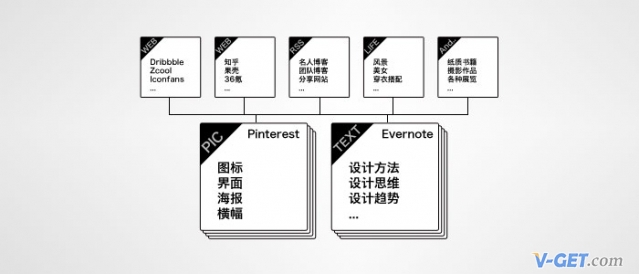 WEB
Dribbble
Zcool
Iconfans
...
WEB
知乎
果壳
36氪
...
RSS
名人博客
团队博客
分享网站
...
LIFE
风景
美女
穿衣搭配
...
And...
纸质书籍
摄影作品
各种展览
...
PIC
Pinterest
图标
界面
海报
横幅
TEXT
Evernote
设计方法
设计思维
设计趋势
...
V-GET.com